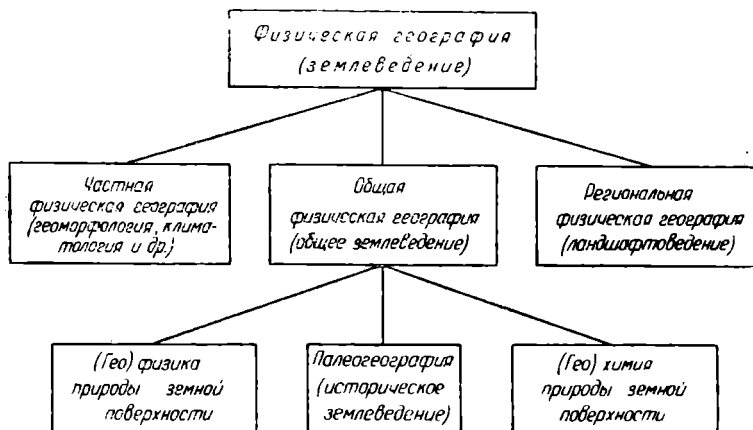 Физическая география
(землеведение)
Частная
физическая география
(геоморфология, клима-
тология и др.)
Общая
физическая география
(общее землеведение)
Региональная
физическая география
(ландшафтоведение)
(Гео) физика
природы земной
поверхности
Палеогеография
(историческое
землеведение)
(Гео) химия
природы земной
поверхности